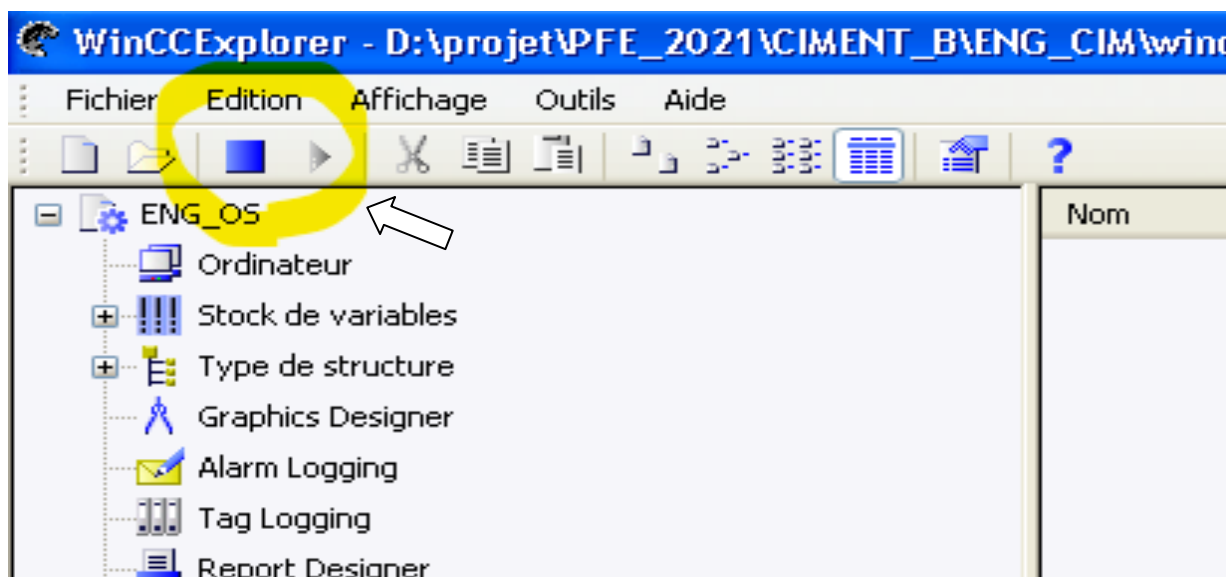 WinCCExplorer - D:\projet\PFE_2021\CIMENT_B\ENG_CIM\winc
Fichier Edition Affichage Outils Aide
?
ENG_OS
Nom
Ordinateur
Stock de variables
Type de structure
Graphics Designer
Alarm Logging
Tag Logging
Report Designer